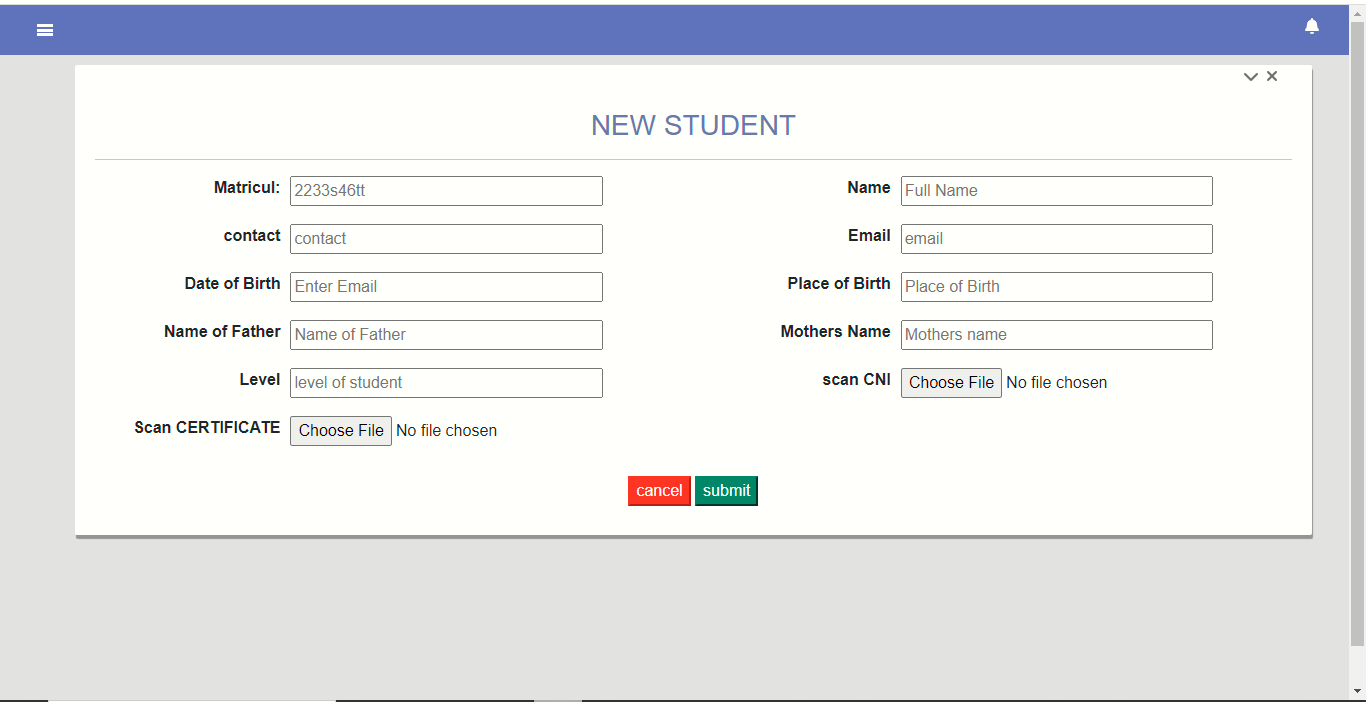 NEW STUDENT
Matricul: 2233s46tt Name Full Name
contact contact Email email
Date of Birth Enter Email Place of Birth Place of Birth
Name of Father Name of Father Mothers Name Mothers name
Level level of student scan CNI Choose File No file chosen
Scan CERTIFICATE Choose File No file chosen
cancel submit